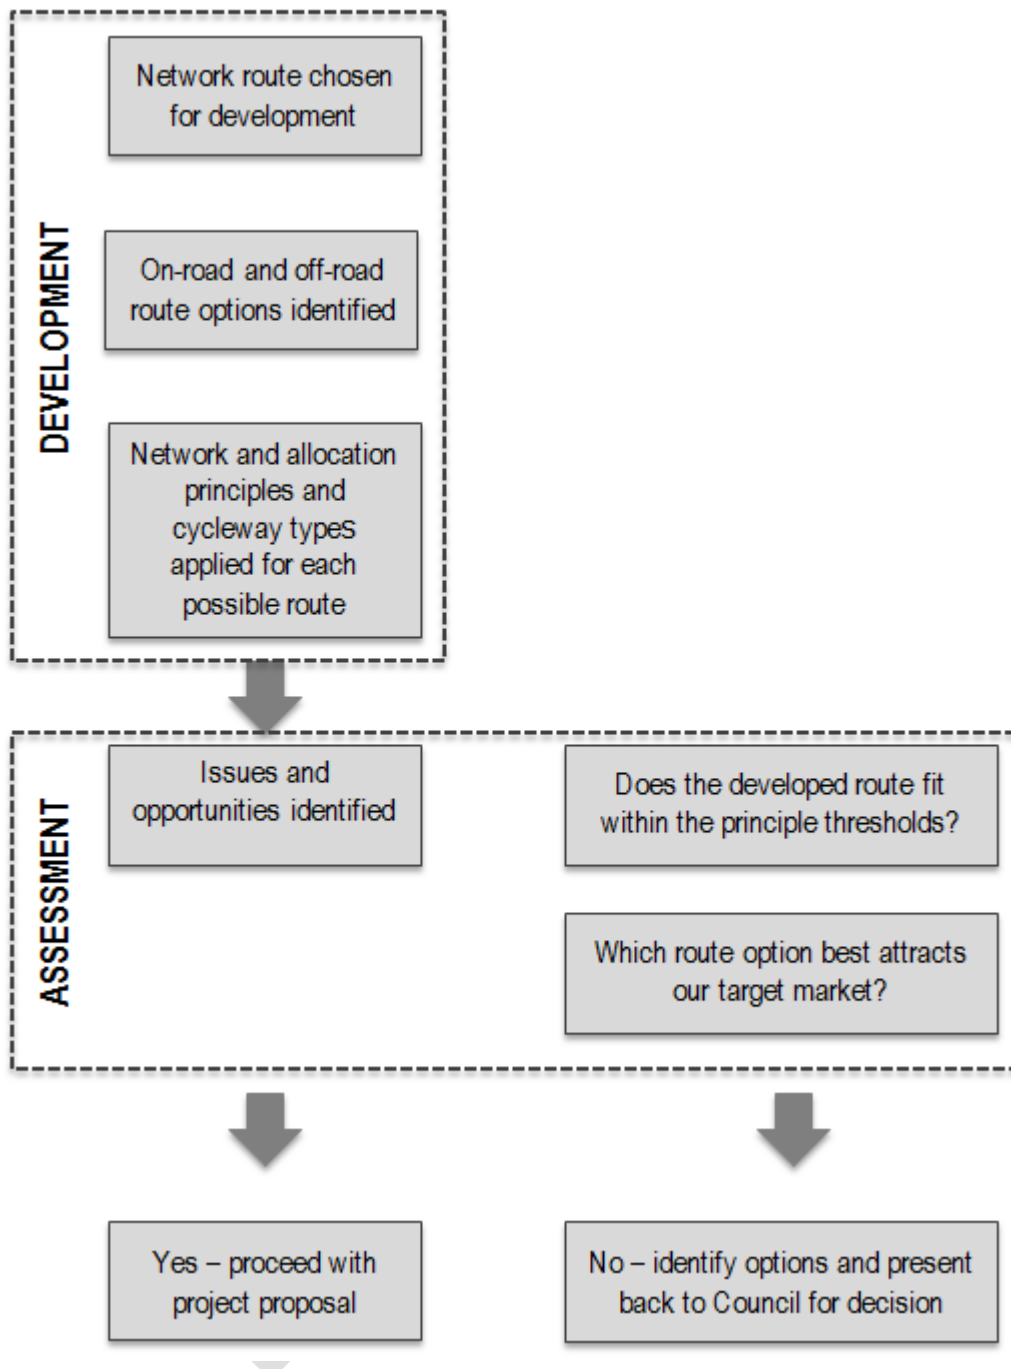 DEVELOPMENT
Network route chosen
for development
On-road and off-road
route options identified
Network and allocation
principles and
cycleway types
applied for each
possible route
ASSESSMENT
Issues and
opportunities identified
Does the developed route fit
within the principle thresholds?
Which route option best attracts
our target market?
Yes – proceed with
project proposal
No – identify options and present
back to Council for decision